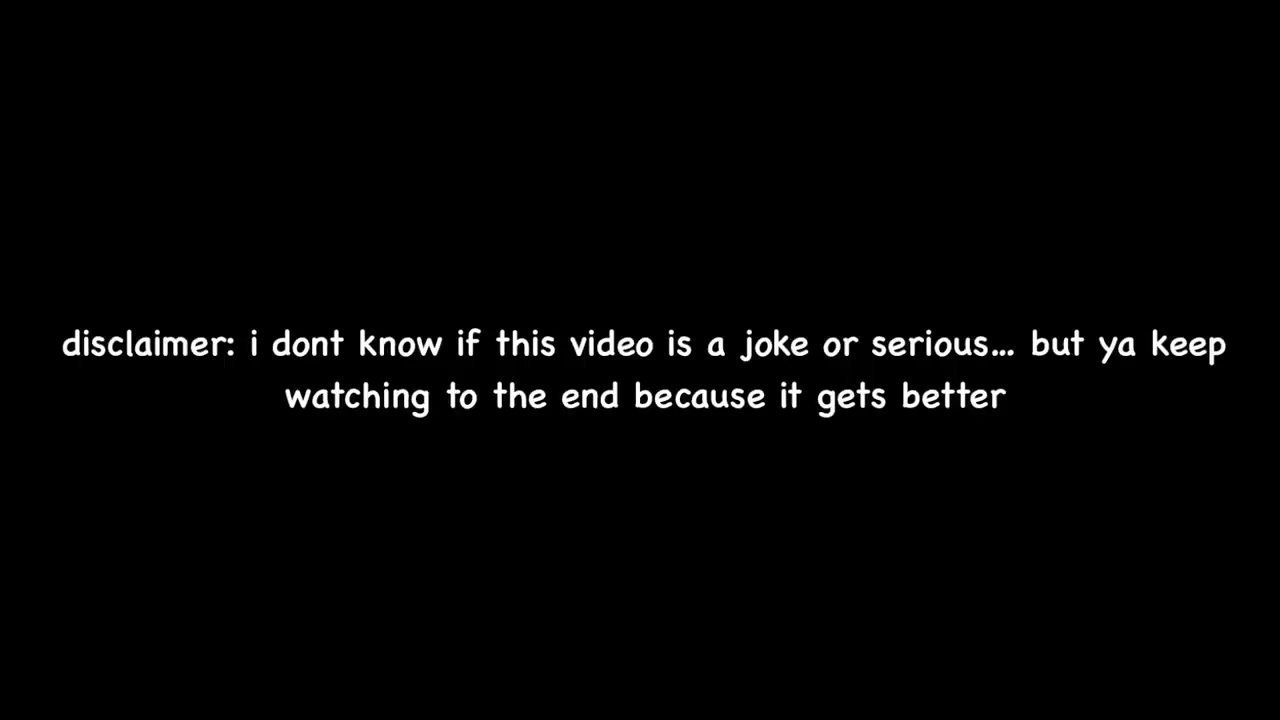 disclaimer: i dont know if this video is a joke or serious... but ya keep
watching to the end because it gets better